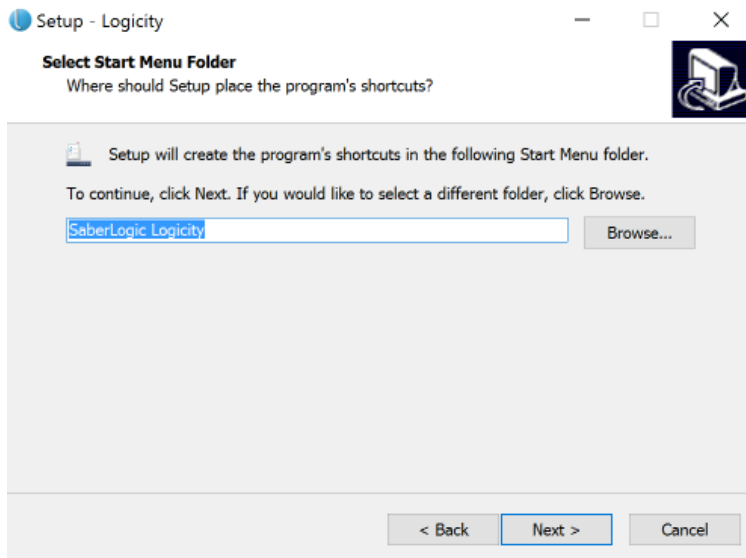 Setup - Logicity
Select Start Menu Folder
Where should Setup place the program's shortcuts?
Setup will create the program's shortcuts in the following Start Menu folder.
To continue, click Next. If you would like to select a different folder, click Browse.
SaberLogic Logicity
Browse...
< Back
Next >
Cancel